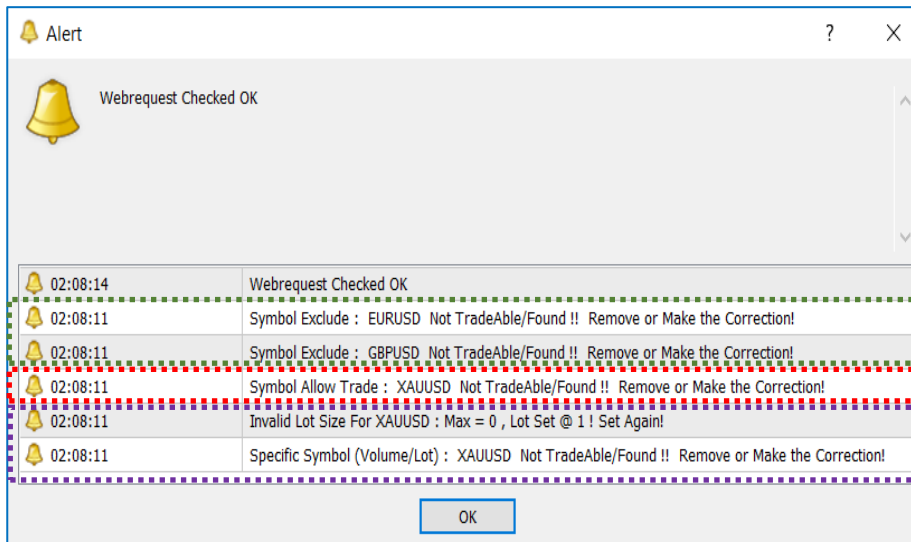 Alert
?
Webrequest Checked OK
02:08:14 Webrequest Checked OK
02:08:11 Symbol Exclude : EURUSD Not TradeAble/Found !! Remove or Make the Correction!
02:08:11 Symbol Exclude : GBPUSD Not TradeAble/Found !! Remove or Make the Correction!
02:08:11 Symbol Allow Trade : XAUUSD Not TradeAble/Found !! Remove or Make the Correction!
02:08:11 Invalid Lot Size For XAUUSD : Max = 0 , Lot Set @ 1 ! Set Again!
02:08:11 Specific Symbol (Volume/Lot) : XAUUSD Not TradeAble/Found !! Remove or Make the Correction!
OK